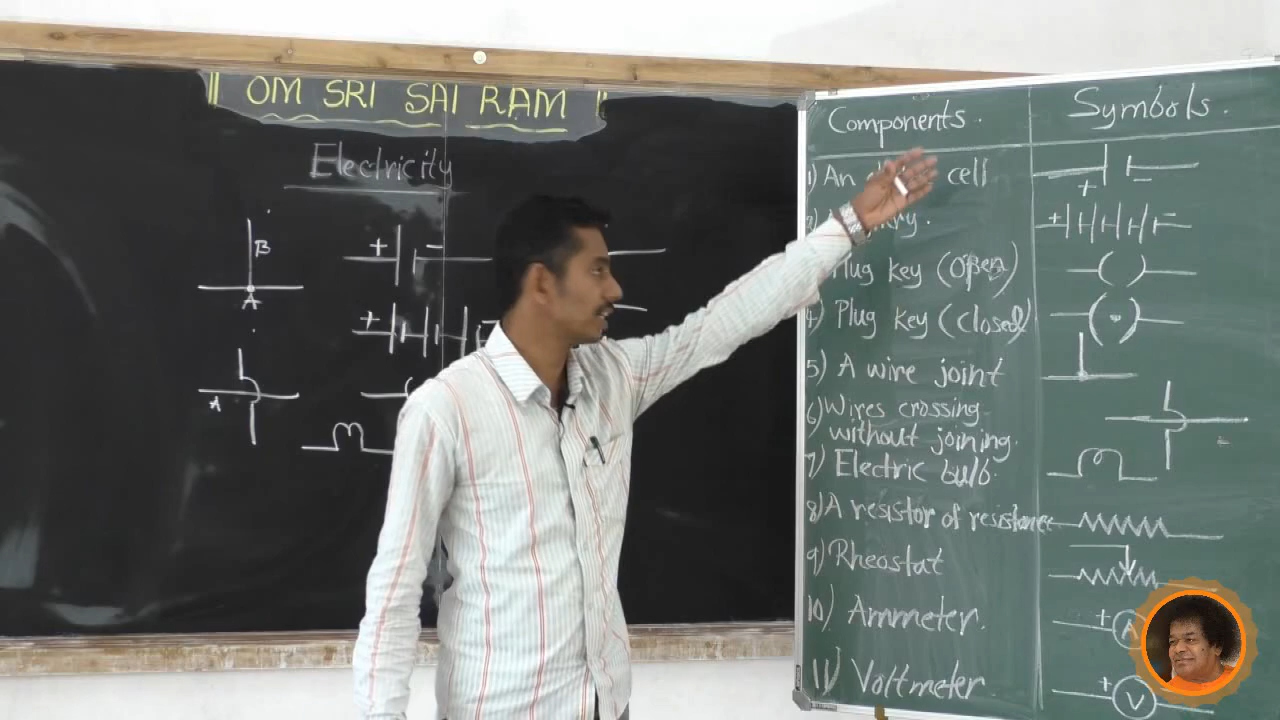 || OM SRI SAI RAM ||
Electricity
B
A
+ -
+ -
A
Components.
Symbols.
1) An cell
+ -
+ -
Plug key (Open)
4) Plug key (closed)
5) A wire joint
6) Wires crossing
without joining.
7) Electric bulb.
8) A resistor of resistance
9) Rheostat
10) Ammeter.
+ A
11) Voltmeter
+ V